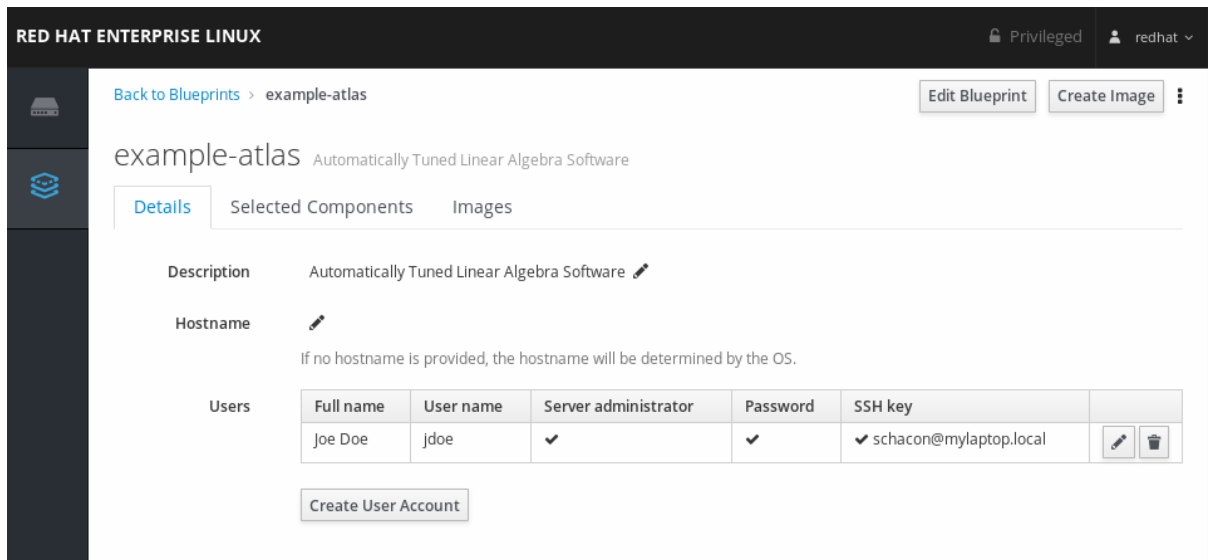 RED HAT ENTERPRISE LINUX
Privileged
redhat
Back to Blueprints › example-atlas
Edit Blueprint
Create Image
example-atlas Automatically Tuned Linear Algebra Software
Details Selected Components Images
Description Automatically Tuned Linear Algebra Software
Hostname
If no hostname is provided, the hostname will be determined by the OS.
Users Full name User name Server administrator Password SSH key
Joe Doe jdoe ✔ ✔ ✔ schacon@mylaptop.local
Create User Account